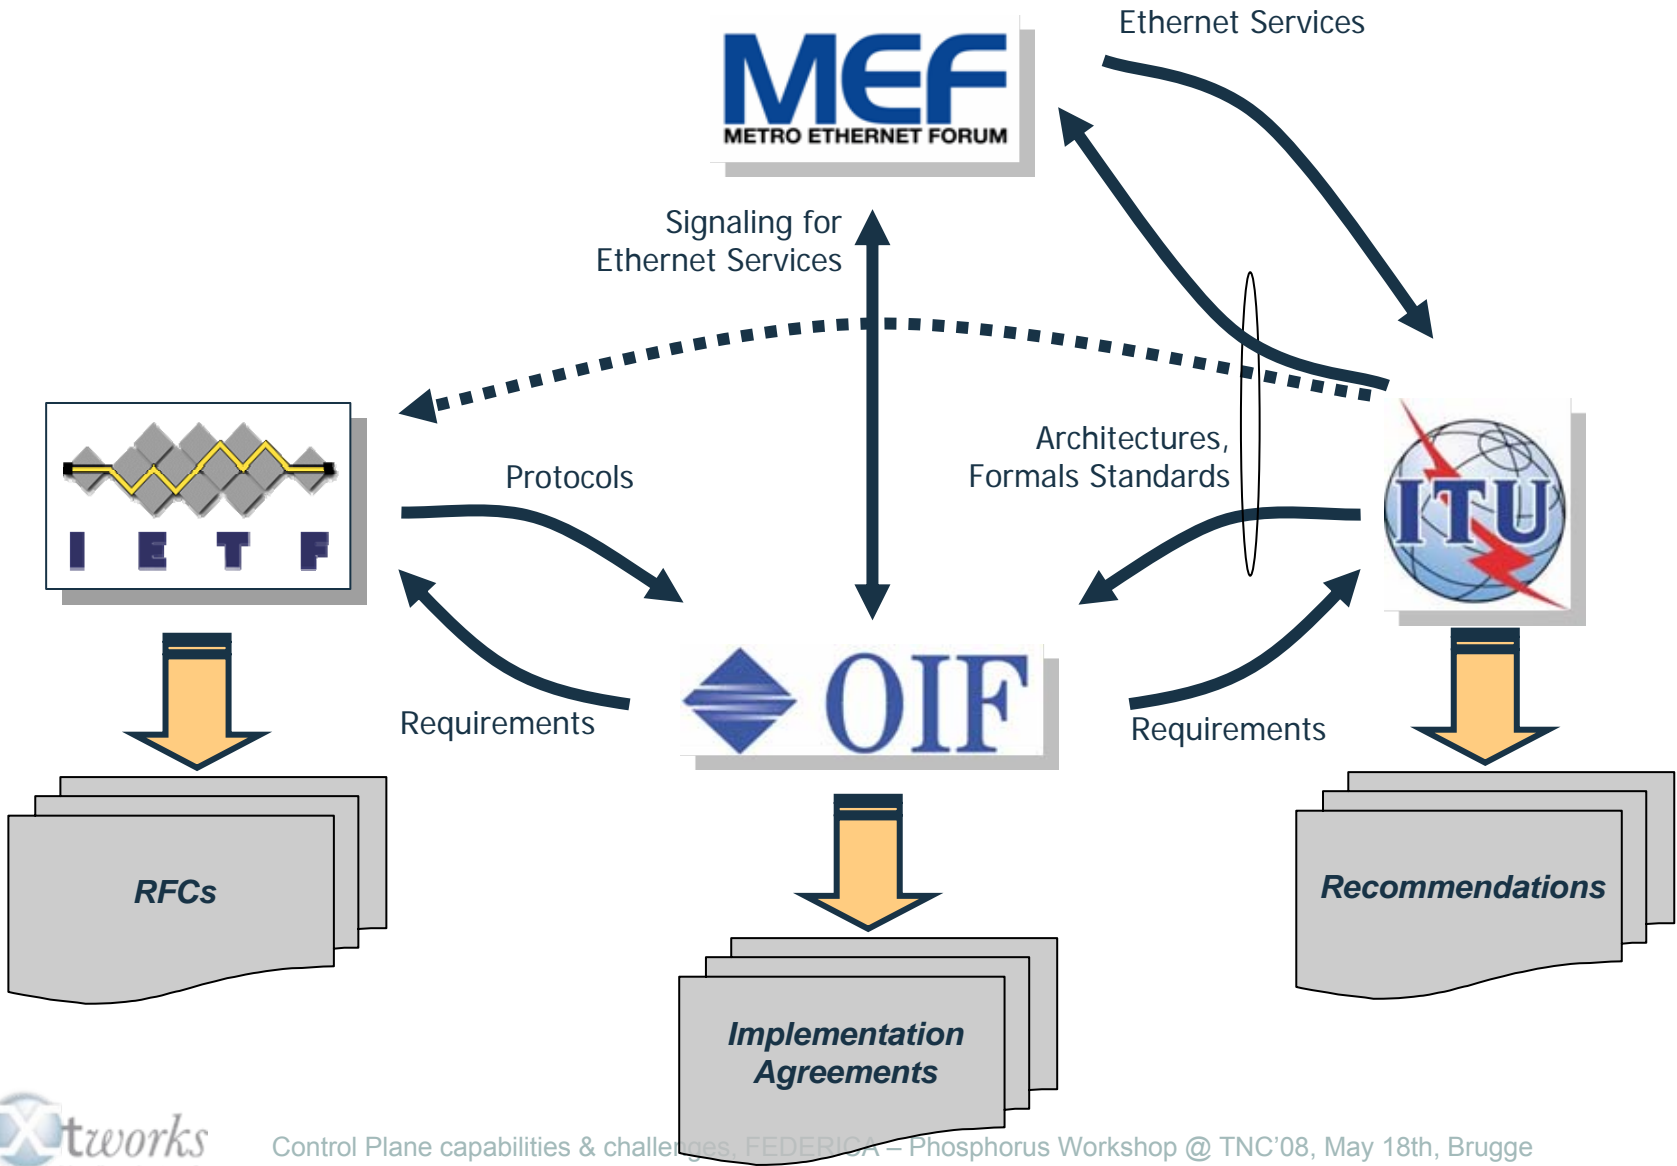 Ethernet Services
MEF
METRO ETHERNET FORUM
Signaling for
Ethernet Services
Architectures,
Formals Standards
Protocols
I E T F
ITU
OIF
Requirements
Requirements
RFCs
Recommendations
Implementation
Agreements
Xtworks
Control Plane capabilities & challenges, FEDERICA – Phosphorus Workshop @ TNC'08, May 18th, Brugge